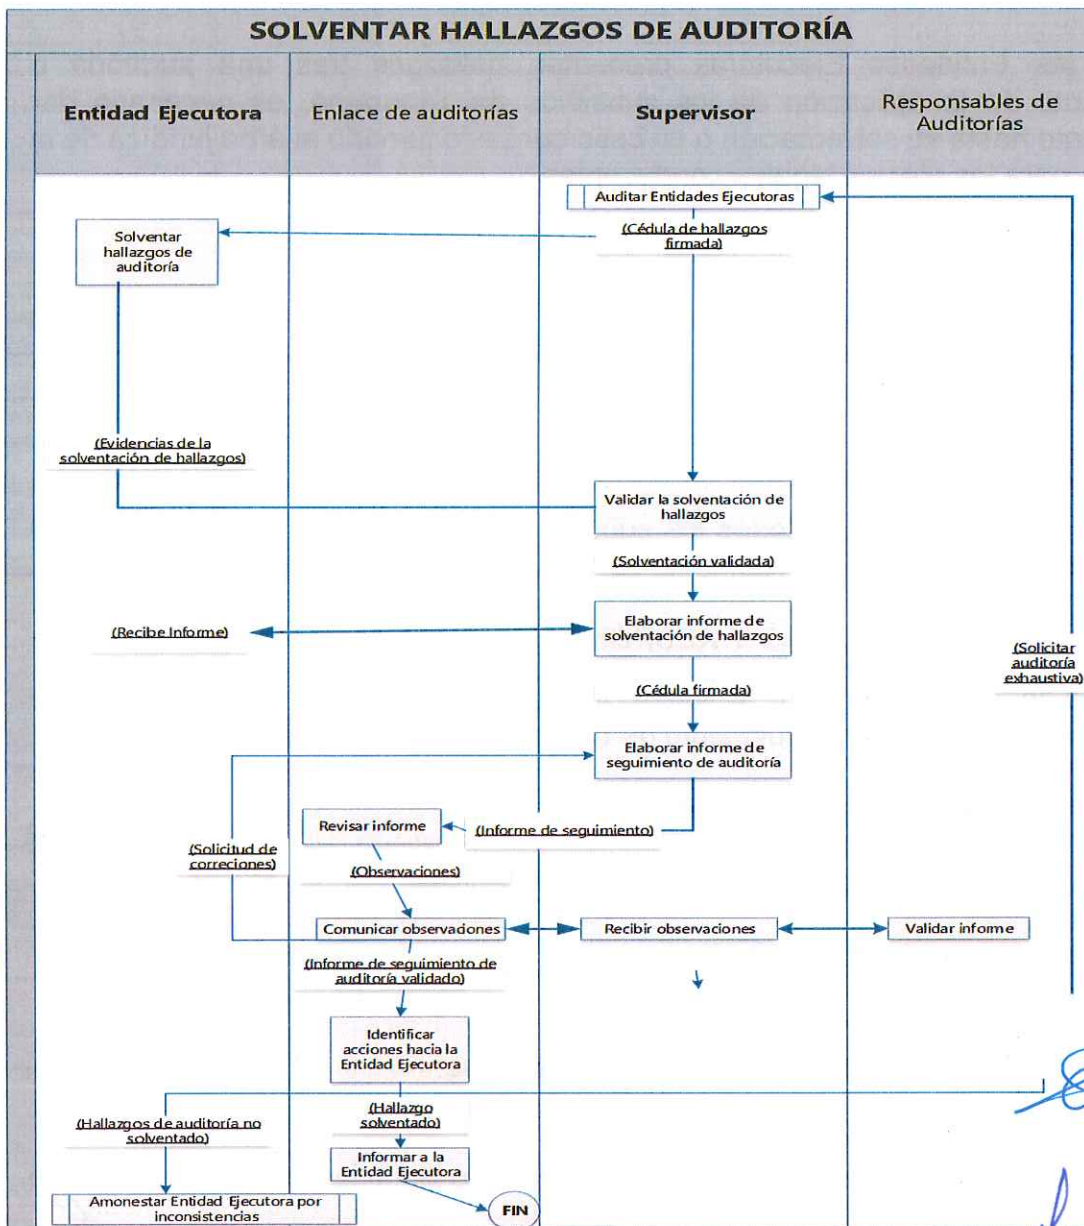 SOLVENTAR HALLAZGOS DE AUDITORÍA
Entidad Ejecutora
Enlace de auditorías
Supervisor
Responsables de
Auditorías
Auditar Entidades Ejecutoras
(Cédula de hallazgos
firmada)
Solventar
hallazgos de
auditoría
(Evidencias de la
solventación de hallazgos)
Validar la solventación de
hallazgos
(Solventación validada)
(Recibe Informe)
Elaborar informe de
solventación de hallazgos
(Solicitar
auditoría
exhaustiva)
(Cédula firmada)
Elaborar informe de
seguimiento de auditoría
Revisar informe
(Informe de seguimiento)
(Solicitud de
correciones)
(Observaciones)
Comunicar observaciones
Recibir observaciones
Validar informe
(Informe de seguimiento de
auditoría validado)
Identificar
acciones hacia la
Entidad Ejecutora
(Hallazgos de auditoría no
solventado)
(Hallazgo
solventado)
Informar a la
Entidad Ejecutora
Amonestar Entidad Ejecutora por
inconsistencias
FIN